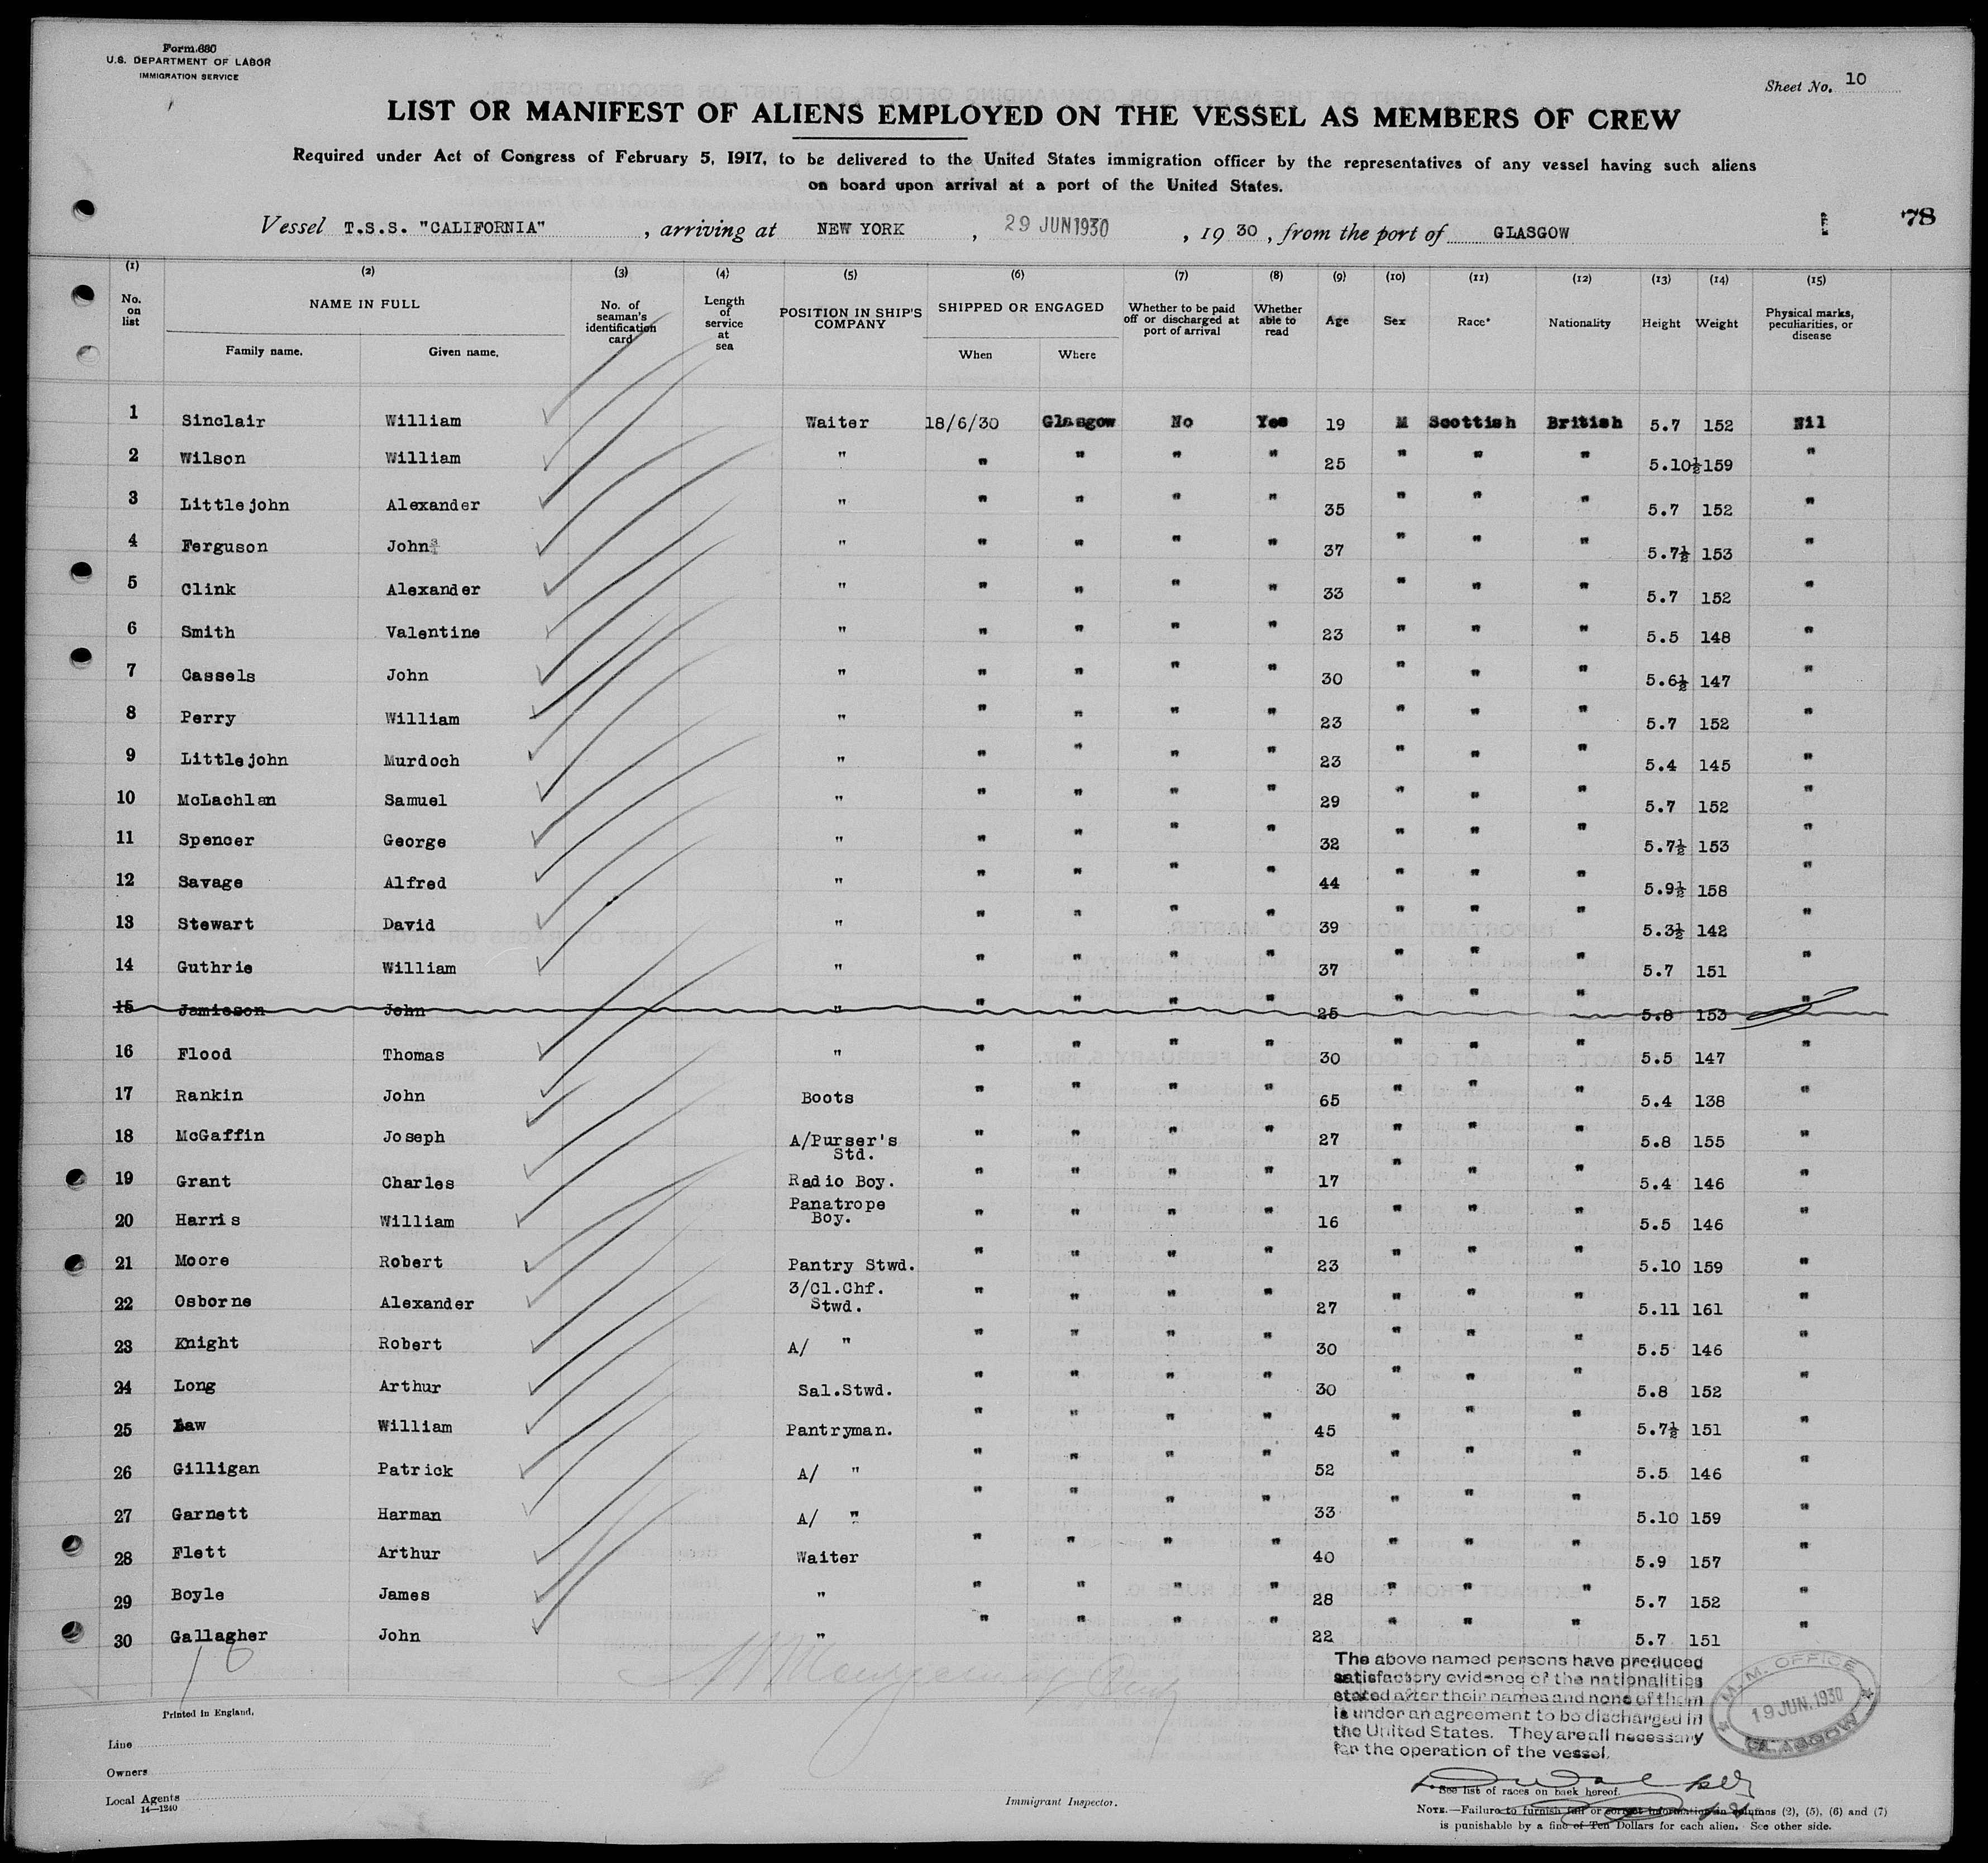 Form 680
U.S. DEPARTMENT OF LABOR
IMMIGRATION SERVICE
Sheet No. 10
LIST OR MANIFEST OF ALIENS EMPLOYED ON THE VESSEL AS MEMBERS OF CREW
Required under Act of Congress of February 5, 1917, to be delivered to the United States immigration officer by the representatives of any vessel having such aliens
on board upon arrival at a port of the United States.
Vessel T.S.S. "CALIFORNIA", arriving at NEW YORK, 29 JUN 1930, 19 30, from the port of GLASGOW 78
(1) (2) (3) (4) (5) (6) (7) (8) (9) (10) (11) (12) (13) (14) (15)
No. on list NAME IN FULL Family name. Given name. No. of seaman's identification card Length of service at sea POSITION IN SHIP'S COMPANY SHIPPED OR ENGAGED When Where Whether to be paid off or discharged at port of arrival Whether able to read Age Sex Race* Nationality Height Weight Physical marks, peculiarities, or disease
1 Sinclair William Waiter 18/6/30 Glasgow No Yes 19 M Scottish British 5.7 152 Nil
2 Wilson William " " " " " 25 " " " 5.10½ 159 "
3 Littlejohn Alexander " " " " " 35 " " " 5.7 152 "
4 Ferguson John " " " " " 37 " " " 5.7½ 153 "
5 Clink Alexander " " " " " 33 " " " 5.7 152 "
6 Smith Valentine " " " " " 23 " " " 5.5 148 "
7 Cassels John " " " " " 30 " " " 5.6½ 147 "
8 Perry William " " " " " 23 " " " 5.7 152 "
9 Littlejohn Murdoch " " " " " 23 " " " 5.4 145 "
10 McLachlan Samuel " " " " " 29 " " " 5.7 152 "
11 Spencer George " " " " " 32 " " " 5.7½ 153 "
12 Savage Alfred " " " " " 44 " " " 5.9½ 158 "
13 Stewart David " " " " " 39 " " " 5.3½ 142 "
14 Guthrie William " " " " " 37 " " " 5.7 151 "
15 Jamieson John " " " " " 25 " " " 5.8 153 "
16 Flood Thomas " " " " " 30 " " " 5.5 147 "
17 Rankin John Boots " " " " 65 " " " 5.4 138 "
18 McGaffin Joseph A/Purser's Std. " " " " 27 " " " 5.8 155 "
19 Grant Charles Radio Boy. " " " " 17 " " " 5.4 146 "
20 Harris William Panatrope Boy. " " " " 16 " " " 5.5 146 "
21 Moore Robert Pantry Stwd. " " " " 23 " " " 5.10 159 "
22 Osborne Alexander 3/Cl.Chf. Stwd. " " " " 27 " " " 5.11 161 "
23 Knight Robert A/ " " " " " 30 " " " 5.5 146 "
24 Long Arthur Sal.Stwd. " " " " 30 " " " 5.8 152 "
25 Law William Pantryman. " " " " 45 " " " 5.7½ 151 "
26 Gilligan Patrick A/ " " " " " 52 " " " 5.5 146 "
27 Garnett Harman A/ " " " " " 33 " " " 5.10 159 "
28 Flett Arthur Waiter " " " " 40 " " " 5.9 157 "
29 Boyle James " " " " " 28 " " " 5.7 152 "
30 Gallagher John " " " " " 22 " " " 5.7 151 "
The above named persons have produced
satisfactory evidence of the nationalities
stated after their names and none of them
is under an agreement to be discharged in
the United States. They are all necessary
for the operation of the vessel.
M.M. OFFICE
19 JUN. 1930
GLASGOW
Printed in England.
Line
Owners
Local Agents
14—1240
Immigrant Inspector.
* See list of races on back hereof.
NOTE.—Failure to furnish full or correct information in columns (2), (5), (6) and (7)
is punishable by a fine of Ten Dollars for each alien. See other side.